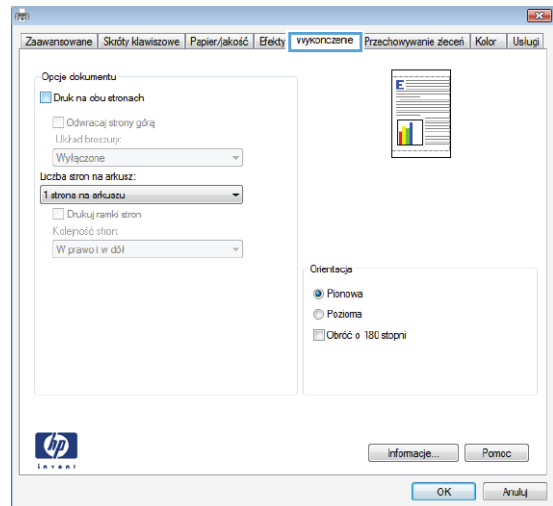 Zaawansowane Skróty klawiszowe Papier/jakość Efekty Wykończenie Przechowywanie zleceń Kolor Usługi
Opcje dokumentu
Druk na obu stronach
Odwracaj strony górą
Układ broszury:
Wyłączone
Liczba stron na arkusz:
1 strona na arkuszu
Drukuj ramki stron
Kolejność stron:
W prawo i w dół
E
Orientacja
Pionowa
Pozioma
Obróć o 180 stopni
hp
invent
Informacje... Pomoc
OK Anuluj